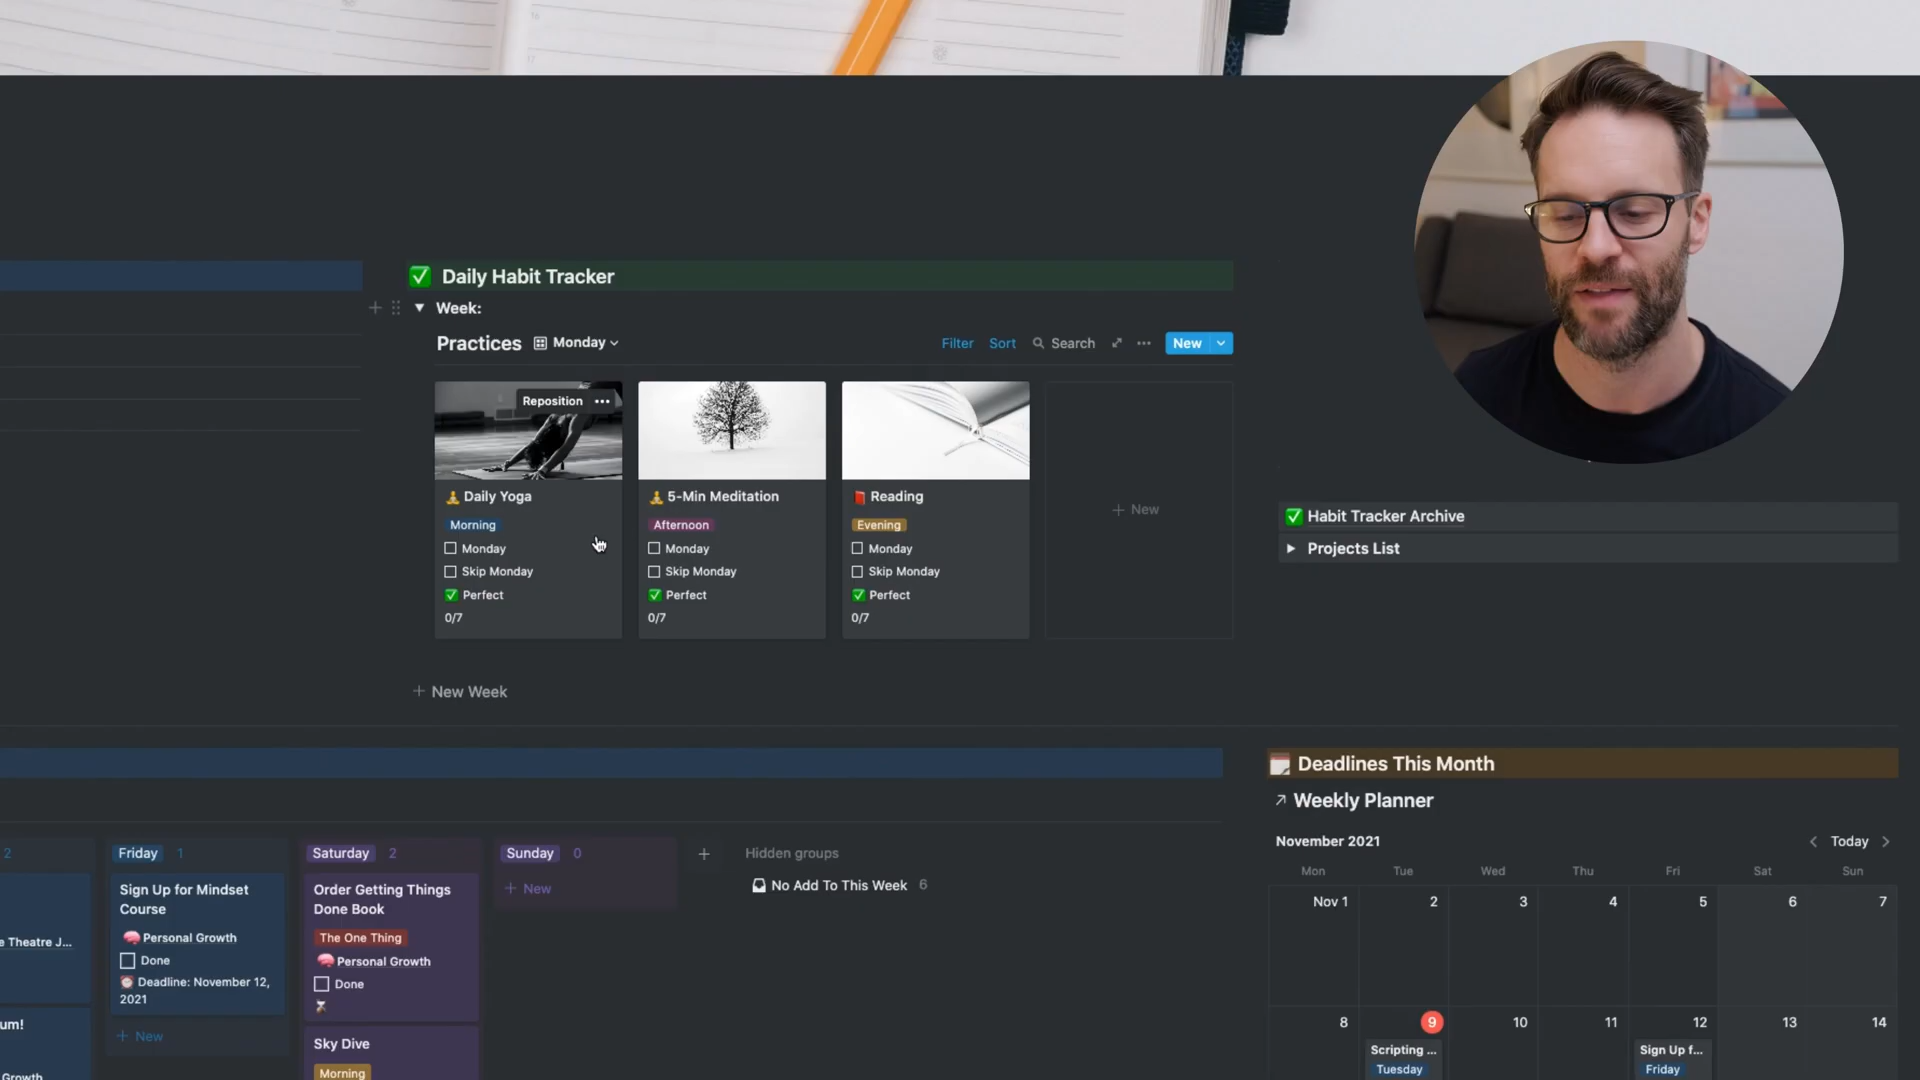 16
17
✅ Daily Habit Tracker
Week:
Practices Monday
Filter Sort Search ••• New
Reposition •••
Daily Yoga
Morning
Monday
Skip Monday
✅ Perfect
0/7
5-Min Meditation
Afternoon
Monday
Skip Monday
✅ Perfect
0/7
Reading
Evening
Monday
Skip Monday
✅ Perfect
0/7
+ New
+ New Week
✅ Habit Tracker Archive
Projects List
2
e Theatre J...
um!
Growth
Friday 1
Sign Up for Mindset
Course
Personal Growth
Done
Deadline: November 12,
2021
+ New
Saturday 2
Order Getting Things
Done Book
The One Thing
Personal Growth
Done
Sky Dive
Morning
Sunday 0
+ New
+
Hidden groups
No Add To This Week 6
Deadlines This Month
↗ Weekly Planner
November 2021 < Today >
Mon Tue Wed Thu Fri Sat Sun
Nov 1 2 3 4 5 6 7
8 9 10 11 12 13 14
Scripting ...
Tuesday
Sign Up f...
Friday